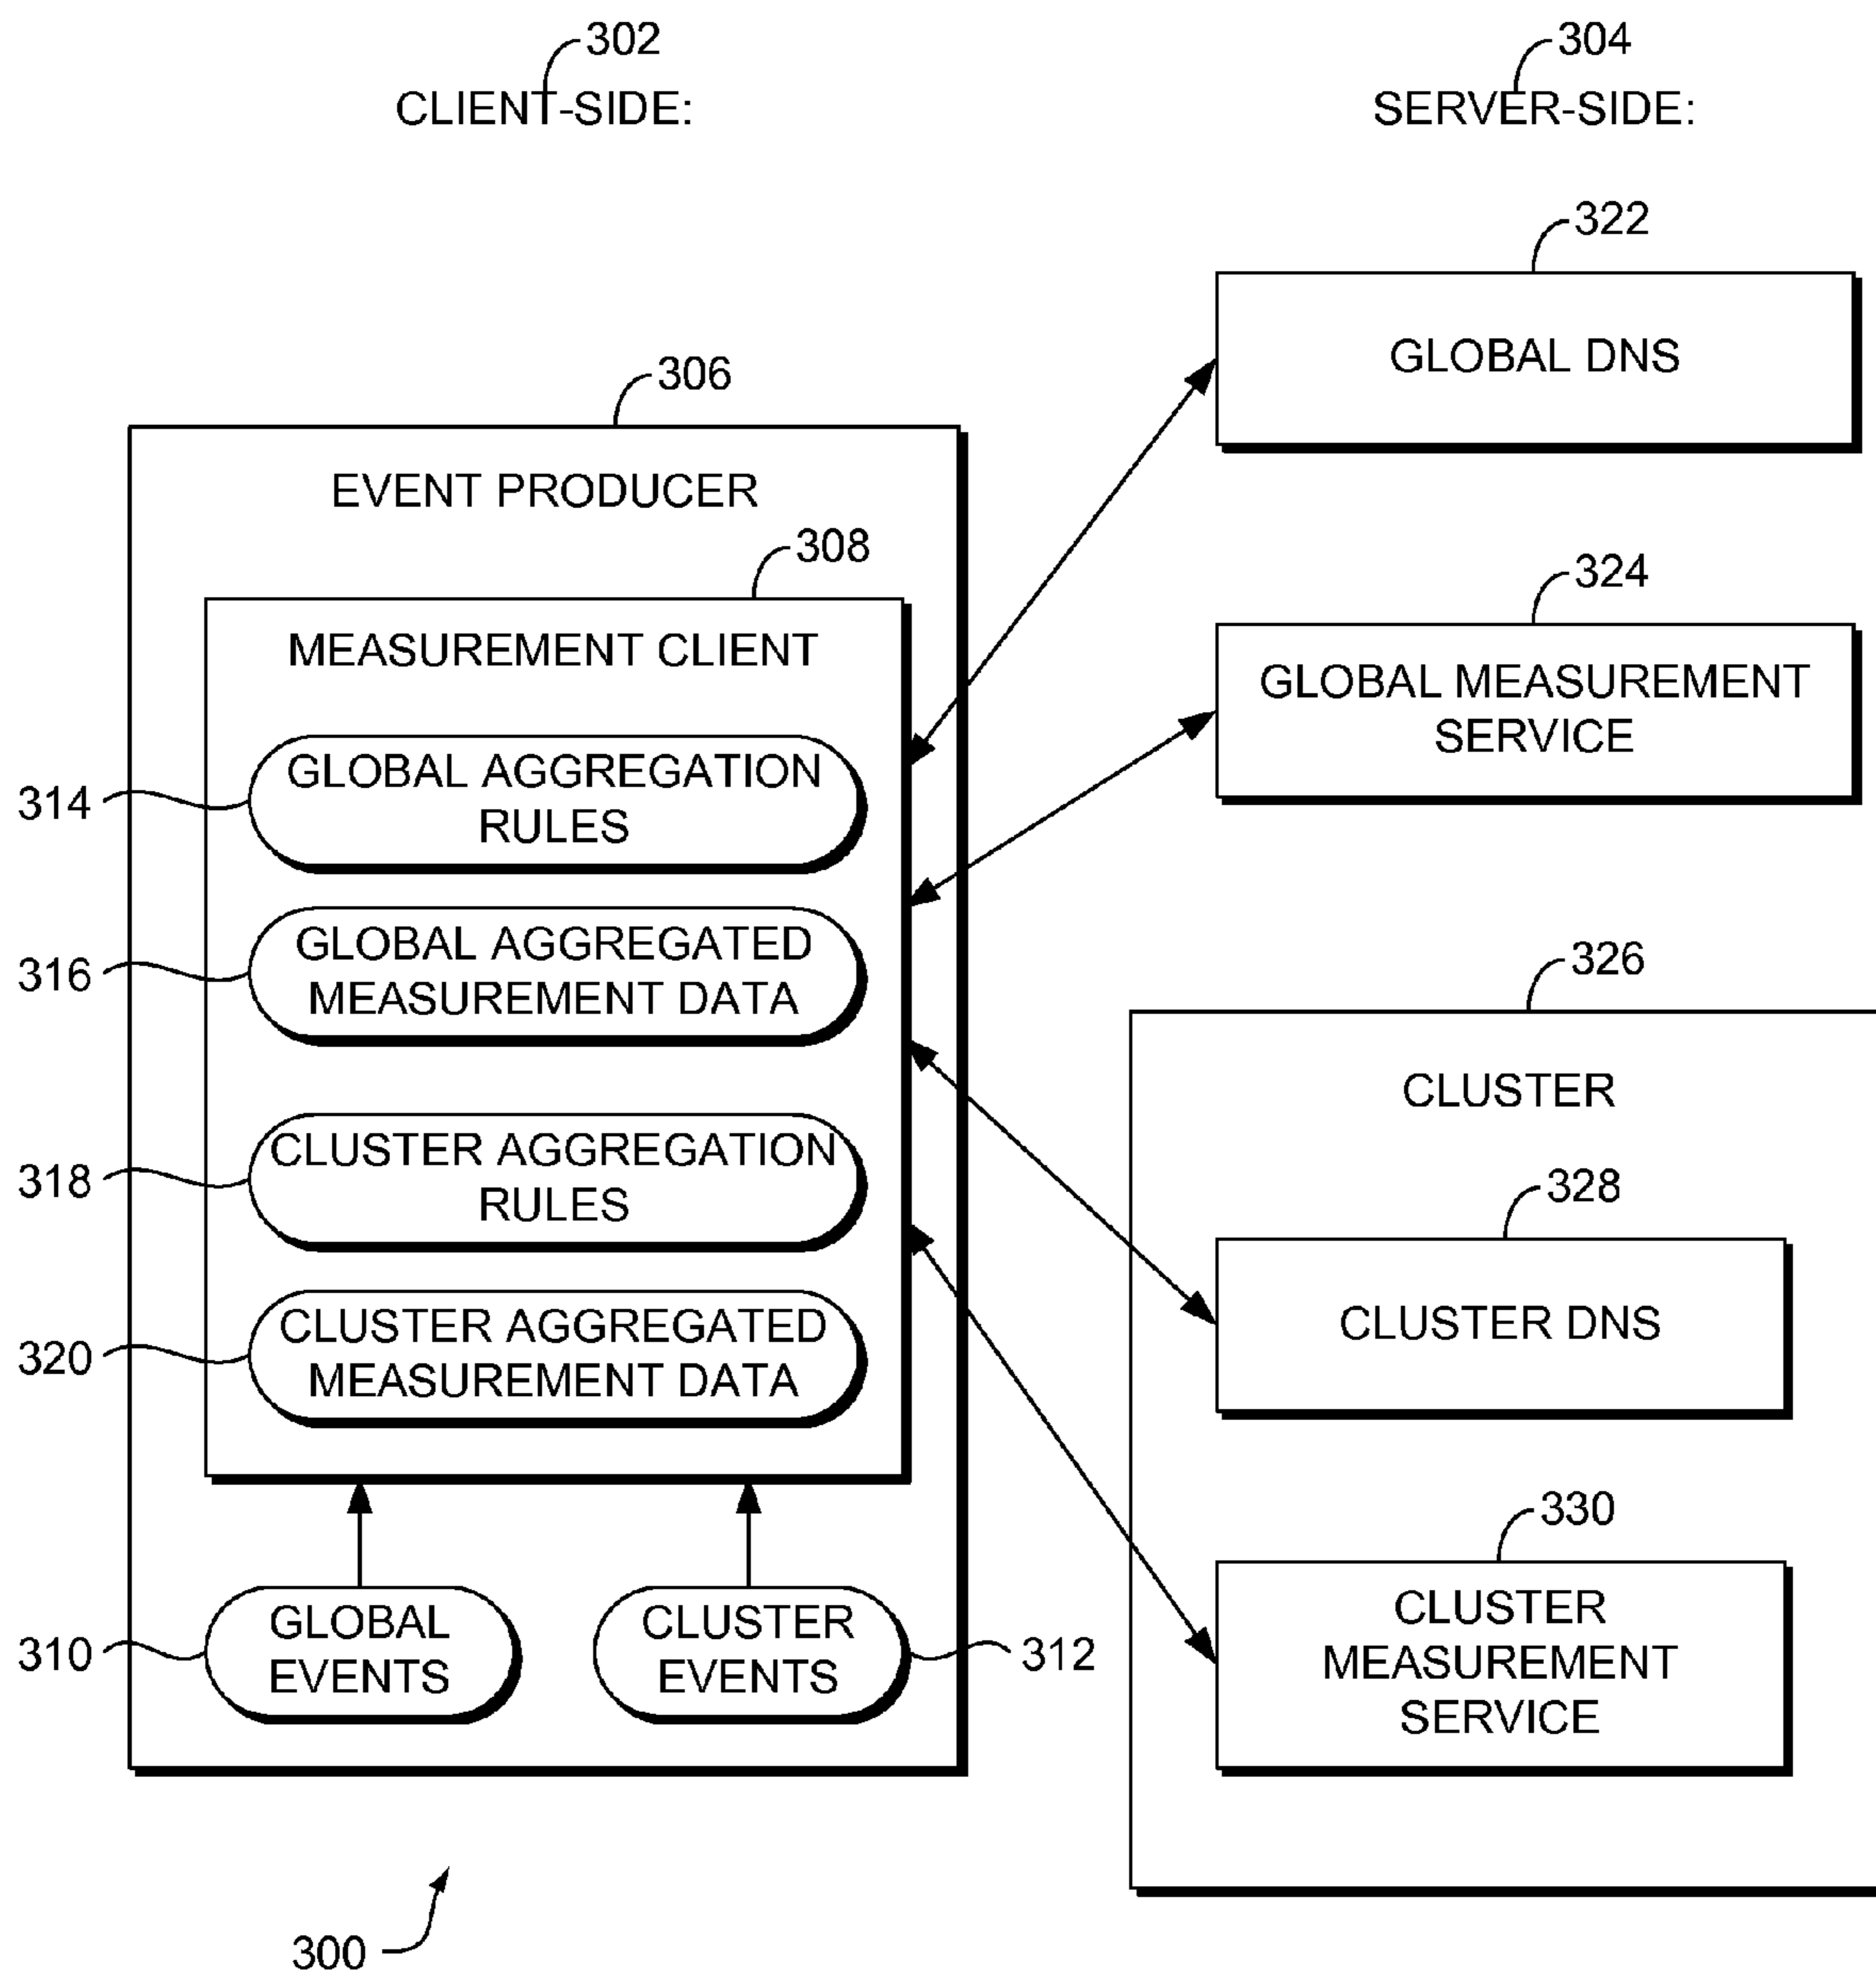 302
CLIENT-SIDE:
304
SERVER-SIDE:
322
GLOBAL DNS
306
EVENT PRODUCER
308
MEASUREMENT CLIENT
324
GLOBAL MEASUREMENT
SERVICE
314
GLOBAL AGGREGATION
RULES
316
GLOBAL AGGREGATED
MEASUREMENT DATA
326
CLUSTER
318
CLUSTER AGGREGATION
RULES
328
CLUSTER DNS
320
CLUSTER AGGREGATED
MEASUREMENT DATA
330
CLUSTER
MEASUREMENT
SERVICE
310
GLOBAL
EVENTS
CLUSTER
EVENTS
312
300